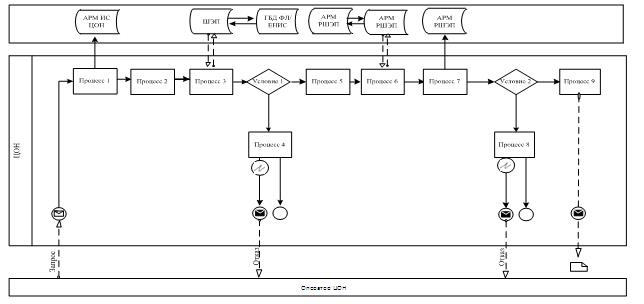 АРМ ИС
ЦОН
ШЭП
ГБД ФЛ/
ЕНИС
АРМ
РШЭП
АРМ
РШЭП
АРМ
РШЭП
ЦОН
Процесс 1
Процесс 2
Процесс 3
Условие 1
Процесс 5
Процесс 6
Процесс 7
Условие 2
Процесс 9
Процесс 4
Процесс 8
Запрос
Отказ
Отказ
Оператор ЦОН